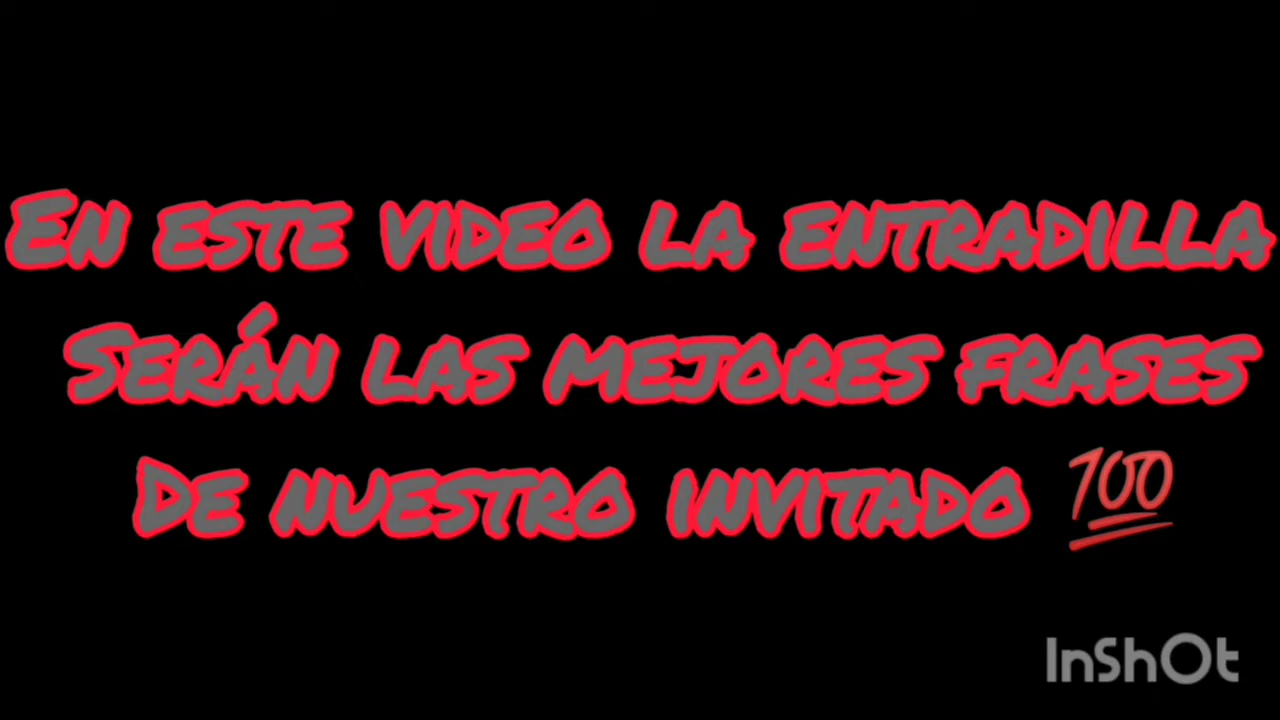 En este video la entradilla
Serán las mejores frases
De nuestro invitado 💯
InShOt